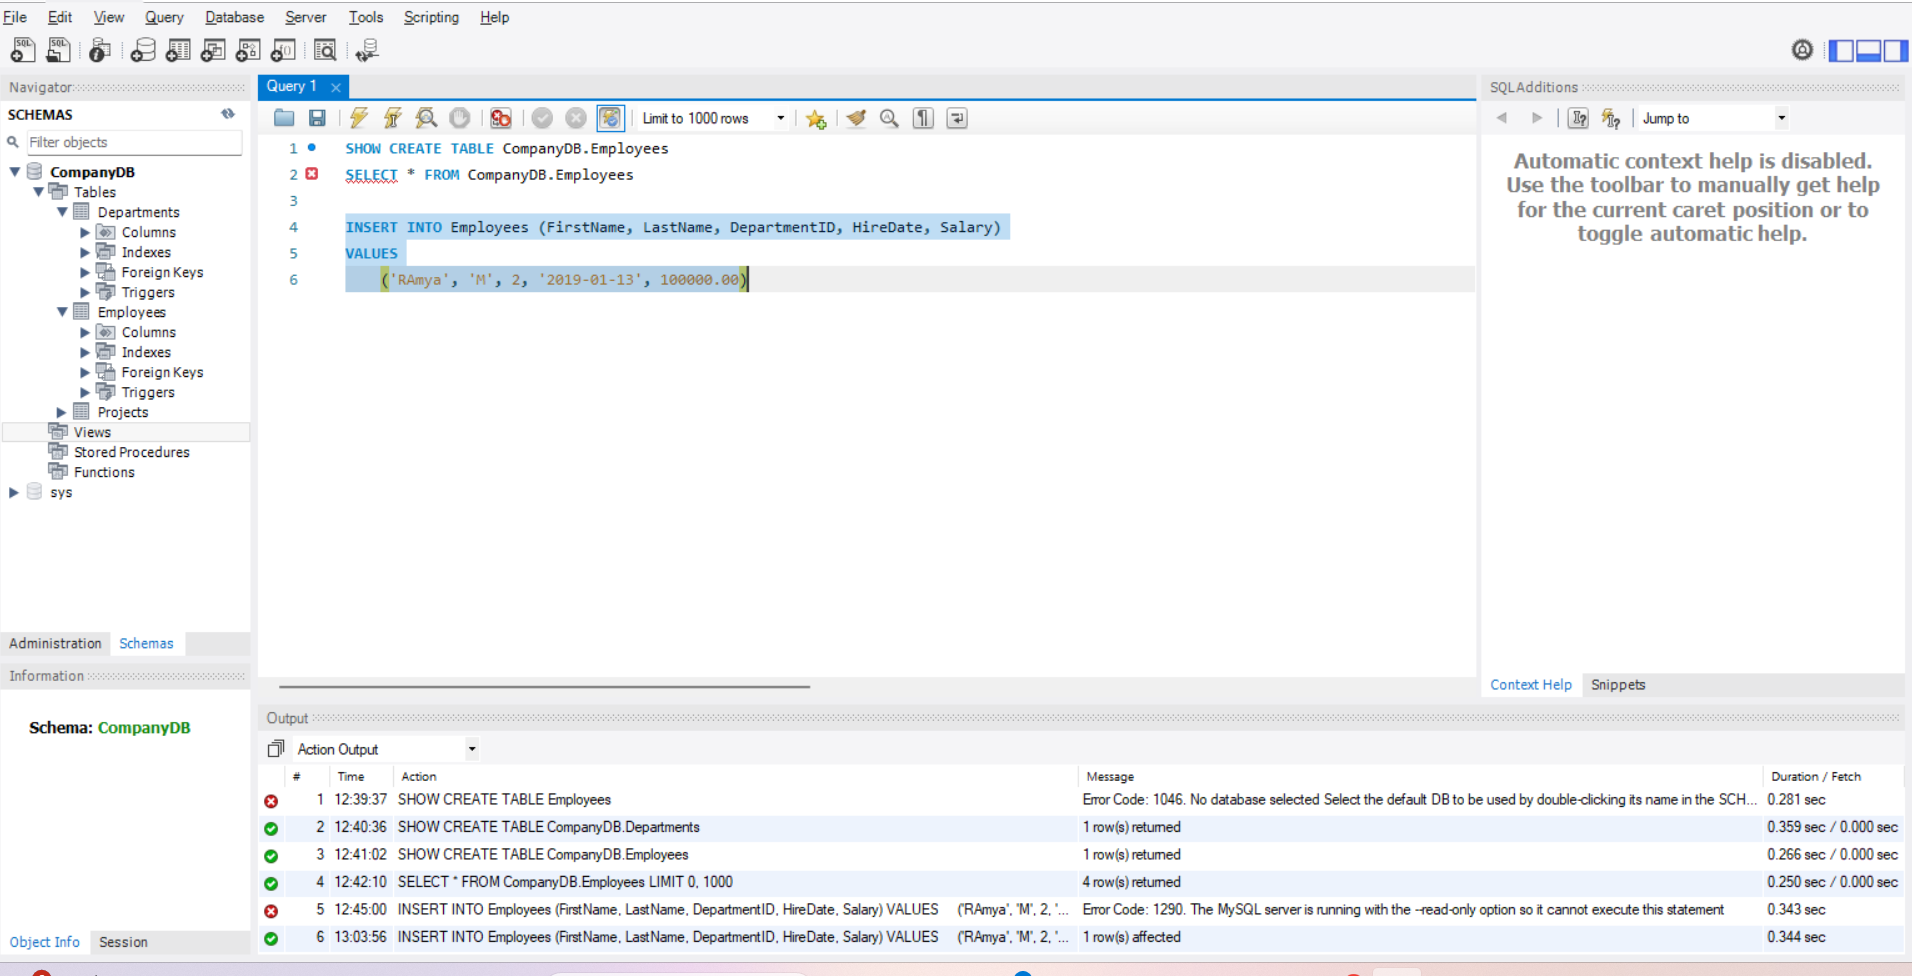 File Edit View Query Database Server Tools Scripting Help
Navigator
SCHEMAS
Filter objects
CompanyDB
Tables
Departments
Columns
Indexes
Foreign Keys
Triggers
Employees
Columns
Indexes
Foreign Keys
Triggers
Projects
Views
Stored Procedures
Functions
sys
Administration Schemas
Information
Schema: CompanyDB
Object Info Session
Query 1
Limit to 1000 rows
1 SHOW CREATE TABLE CompanyDB.Employees
2 SELECT * FROM CompanyDB.Employees
3
4 INSERT INTO Employees (FirstName, LastName, DepartmentID, HireDate, Salary)
5 VALUES
6 ('RAmya', 'M', 2, '2019-01-13', 100000.00)
SQLAdditions
Jump to
Automatic context help is disabled.
Use the toolbar to manually get help
for the current caret position or to
toggle automatic help.
Context Help Snippets
Output
Action Output
# Time Action Message Duration / Fetch
1 12:39:37 SHOW CREATE TABLE Employees Error Code: 1046. No database selected Select the default DB to be used by double-clicking its name in the SCH... 0.281 sec
2 12:40:36 SHOW CREATE TABLE CompanyDB.Departments 1 row(s) returned 0.359 sec / 0.000 sec
3 12:41:02 SHOW CREATE TABLE CompanyDB.Employees 1 row(s) returned 0.266 sec / 0.000 sec
4 12:42:10 SELECT * FROM CompanyDB.Employees LIMIT 0, 1000 4 row(s) returned 0.250 sec / 0.000 sec
5 12:45:00 INSERT INTO Employees (FirstName, LastName, DepartmentID, HireDate, Salary) VALUES ('RAmya', 'M', 2, '... Error Code: 1290. The MySQL server is running with the --read-only option so it cannot execute this statement 0.343 sec
6 13:03:56 INSERT INTO Employees (FirstName, LastName, DepartmentID, HireDate, Salary) VALUES ('RAmya', 'M', 2, '... 1 row(s) affected 0.344 sec